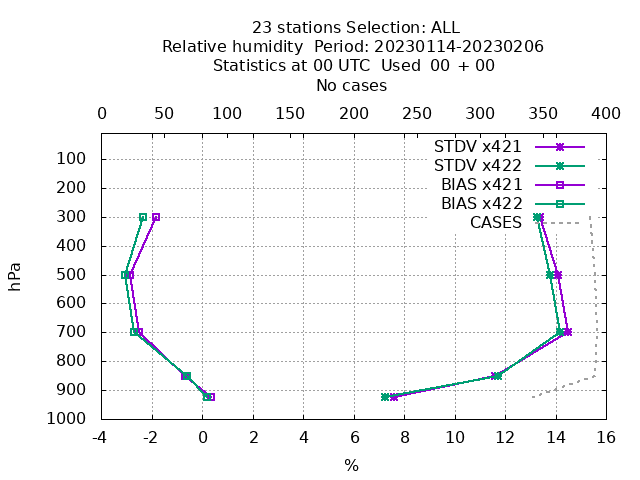 23 stations Selection: ALL
Relative humidity  Period: 20230114-20230206
Statistics at 00 UTC  Used  00 + 00
No cases
0 50 100 150 200 250 300 350 400
STDV x421
STDV x422
BIAS x421
BIAS x422
CASES
100
200
300
400
500
600
700
800
900
1000
hPa
-4 -2 0 2 4 6 8 10 12 14 16
%